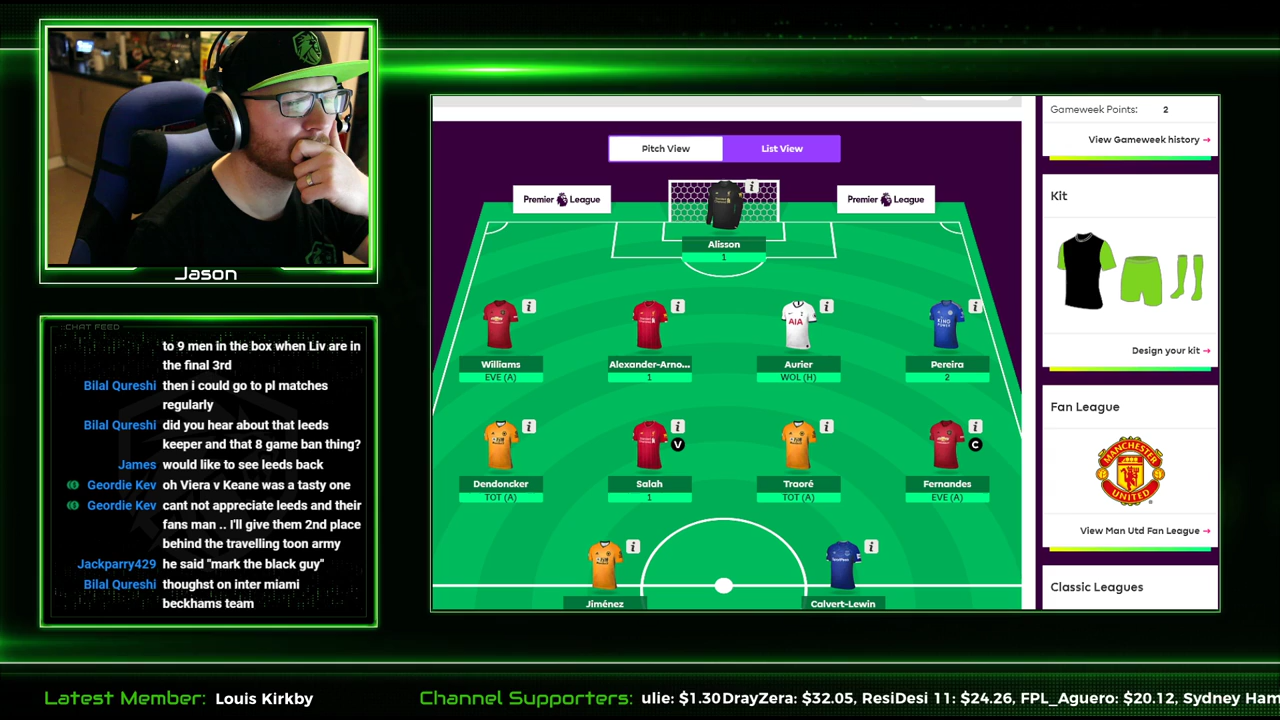 Jason
CHAT FEED
to 9 men in the box when Liv are in
the final 3rd
Bilal Qureshi then i could go to pl matches
regularly
Bilal Qureshi did you hear about that leeds
keeper and that 8 game ban thing?
James would like to see leeds back
Geordie Kev oh Viera v Keane was a tasty one
Geordie Kev cant not appreciate leeds and their
fans man .. I'll give them 2nd place
behind the travelling toon army
Jackparry429 he said "mark the black guy"
Bilal Qureshi thoughst on inter miami
beckhams team
Pitch View List View
Premier League Premier League
Alisson
1
Williams Alexander-Arno... Aurier Pereira
EVE (A) 1 WOL (H) 2
AIA
KING POWER
V C
Dendoncker Salah Traoré Fernandes
TOT (A) 1 TOT (A) EVE (A)
Jiménez Calvert-Lewin
Gameweek Points: 2
View Gameweek history →
Kit
Design your kit →
Fan League
MANCHESTER
UNITED
View Man Utd Fan League →
Classic Leagues
Latest Member: Louis Kirkby
Channel Supporters: ulie: $1.30DrayZera: $32.05, ResiDesi 11: $24.26, FPL_Aguero: $20.12, Sydney Ham